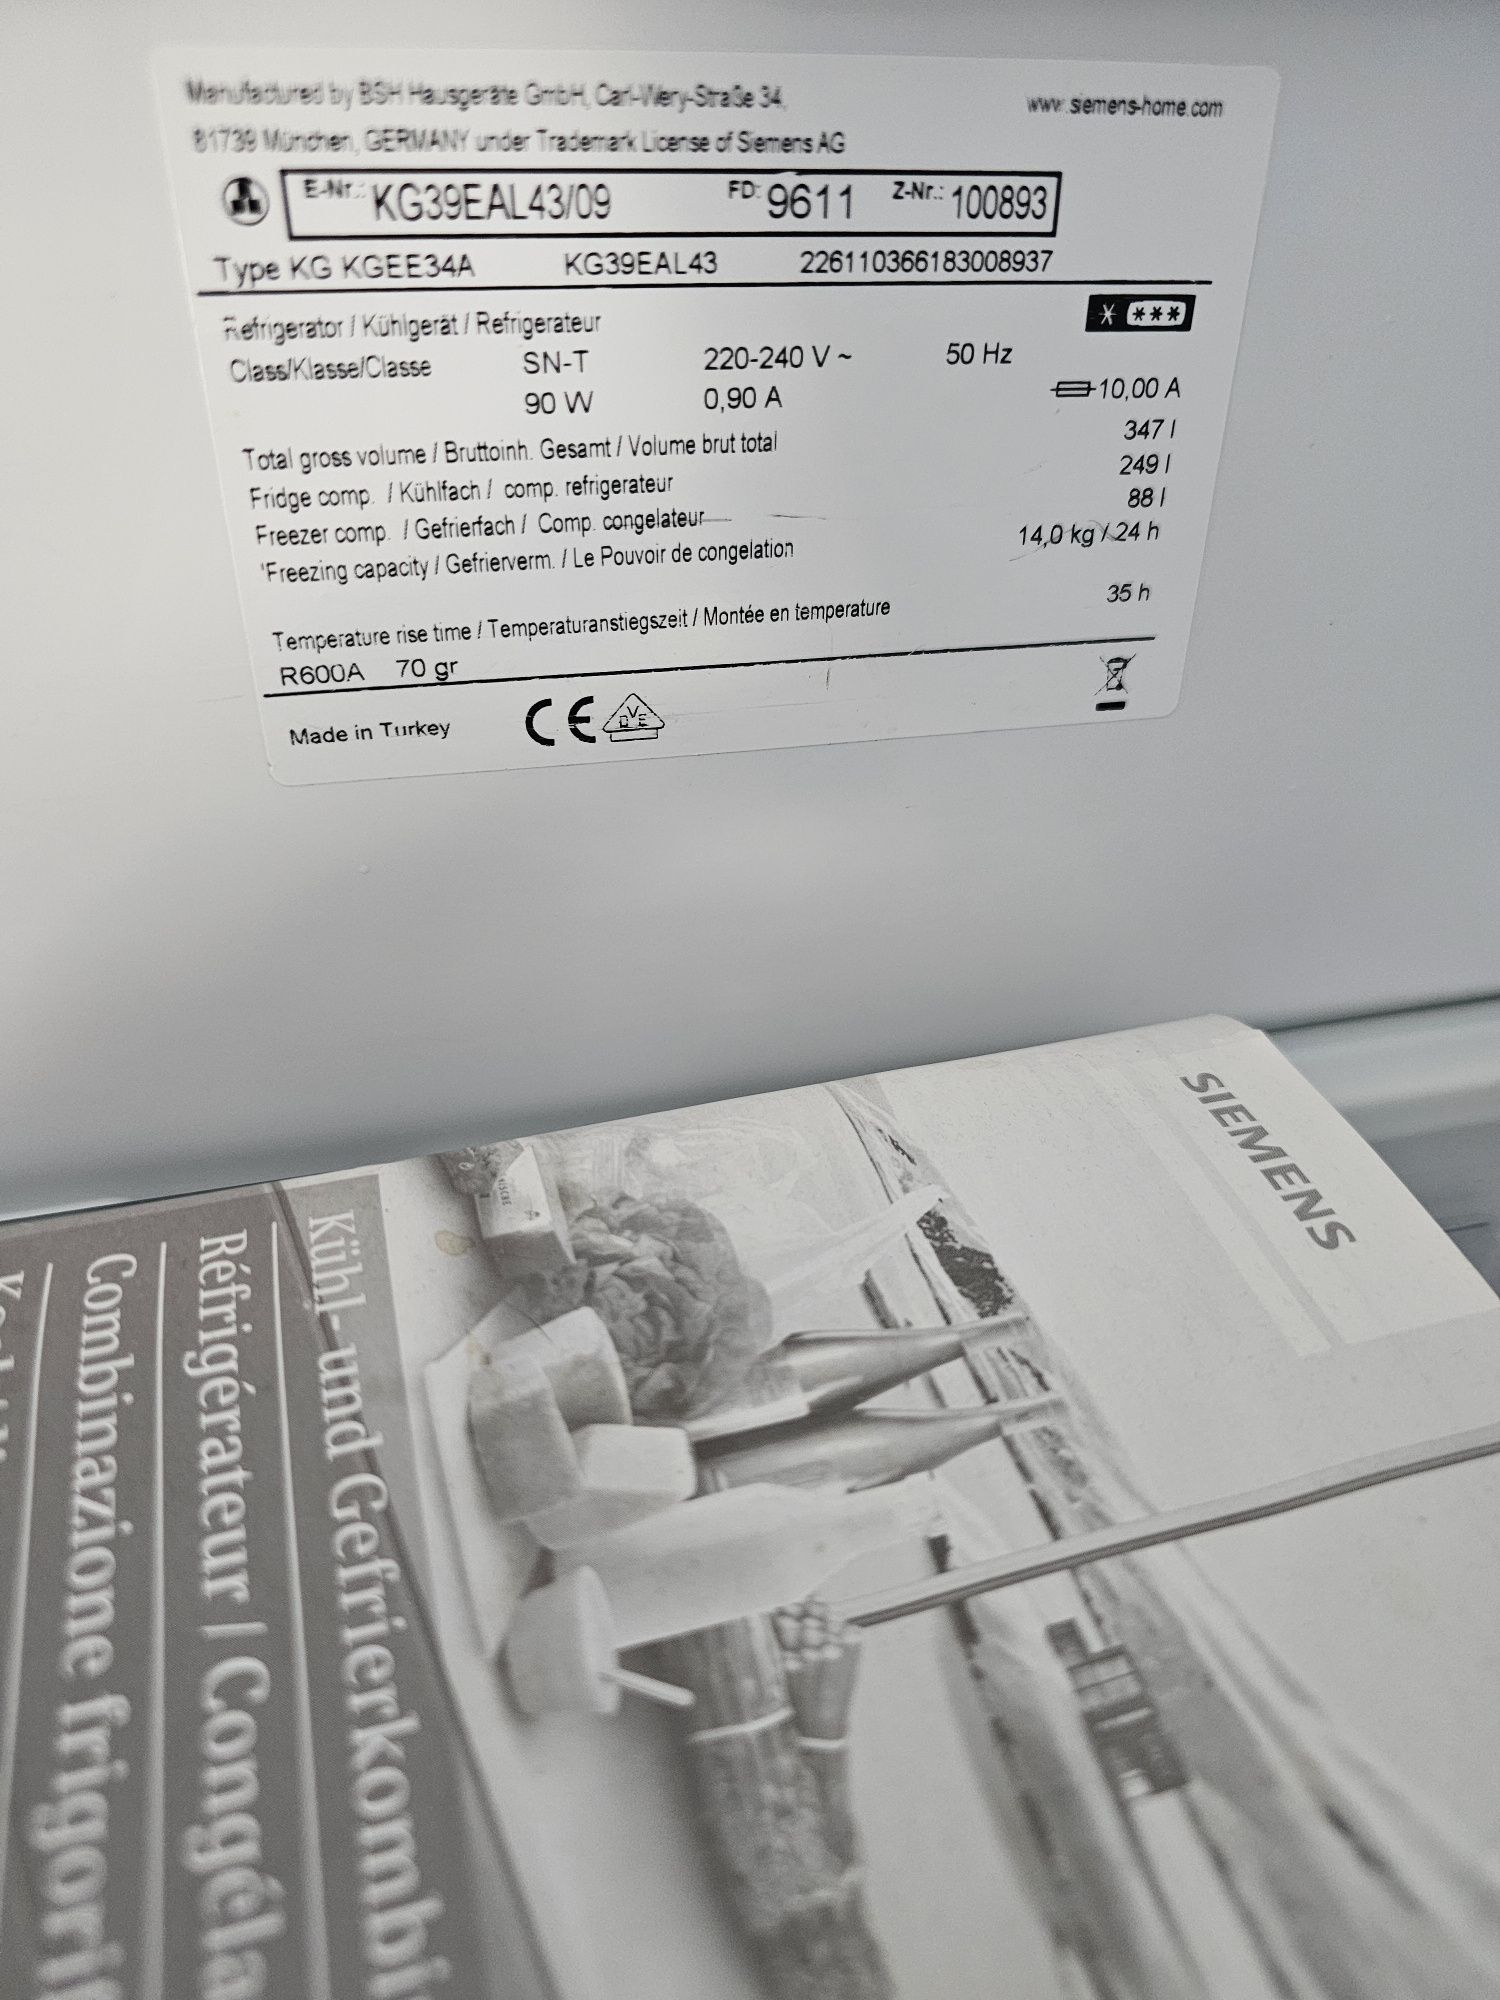 Manufactured by BSH Hausgeräte GmbH, Carl-Wery-Straße 34,
81739 München, GERMANY under Trademark License of Siemens AG
www.siemens-home.com
E-Nr.: KG39EAL43/09 FD: 9611 Z-Nr.: 100893
Type KG KGEE34A KG39EAL43 226110366183008937
Refrigerator / Kühlgerät / Refrigerateur * ***
Class/Klasse/Classe SN-T 220-240 V ~ 50 Hz
90 W 0,90 A 10,00 A
Total gross volume / Bruttoinh. Gesamt / Volume brut total 347 l
Fridge comp. / Kühlfach / comp. refrigerateur 249 l
Freezer comp. / Gefrierfach / Comp. congelateur 88 l
'Freezing capacity / Gefrierverm. / Le Pouvoir de congelation 14,0 kg / 24 h
Temperature rise time / Temperaturanstiegszeit / Montée en temperature 35 h
R600A 70 gr
Made in Turkey CE DVE
SIEMENS
Kühl- und Gefrierkombi
Réfrigérateur / Congéla
Combinazione frigori